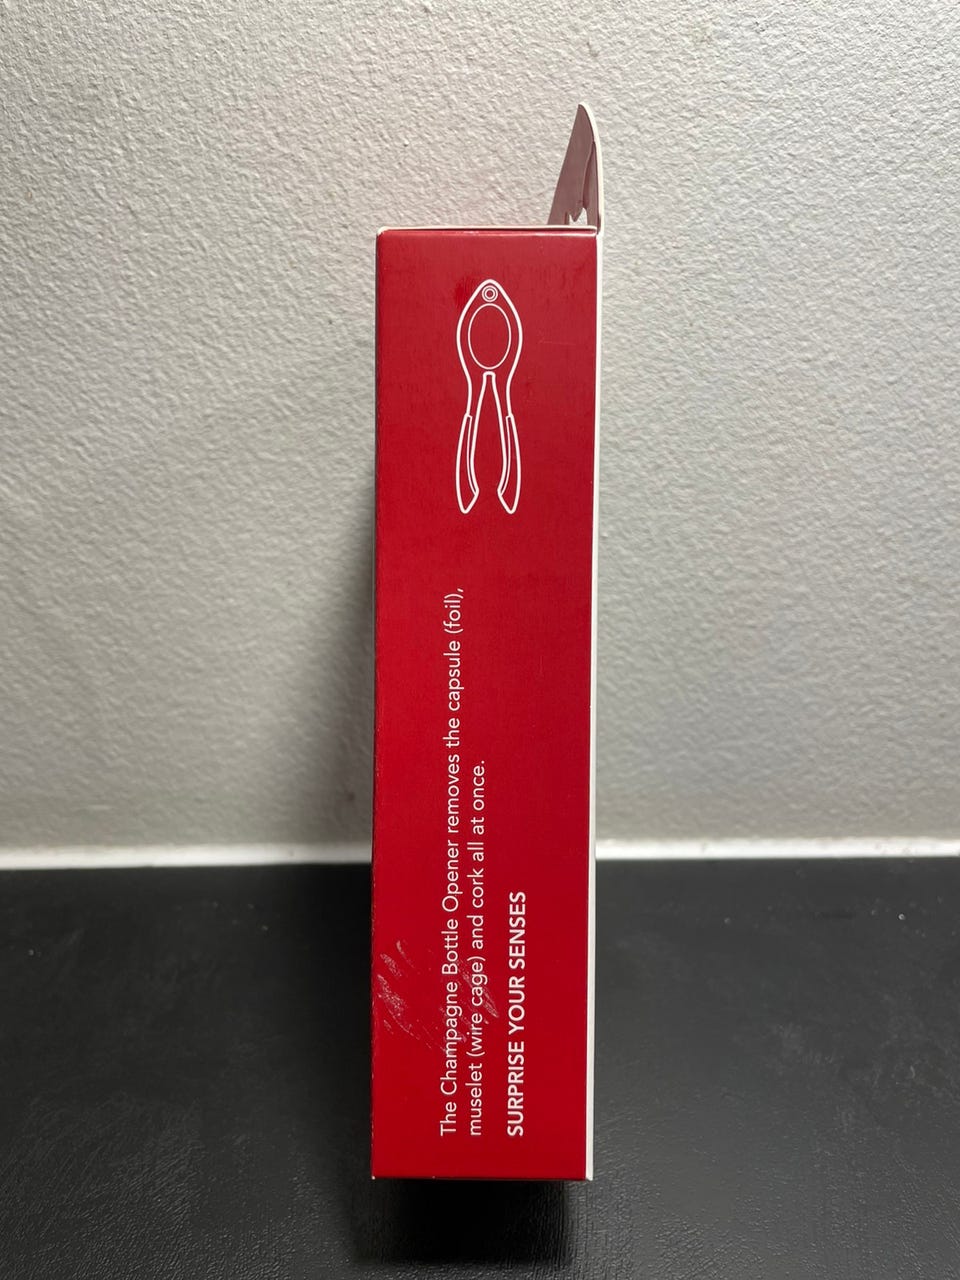 The Champagne Bottle Opener removes the capsule (foil),
muselet (wire cage) and cork all at once.
SURPRISE YOUR SENSES